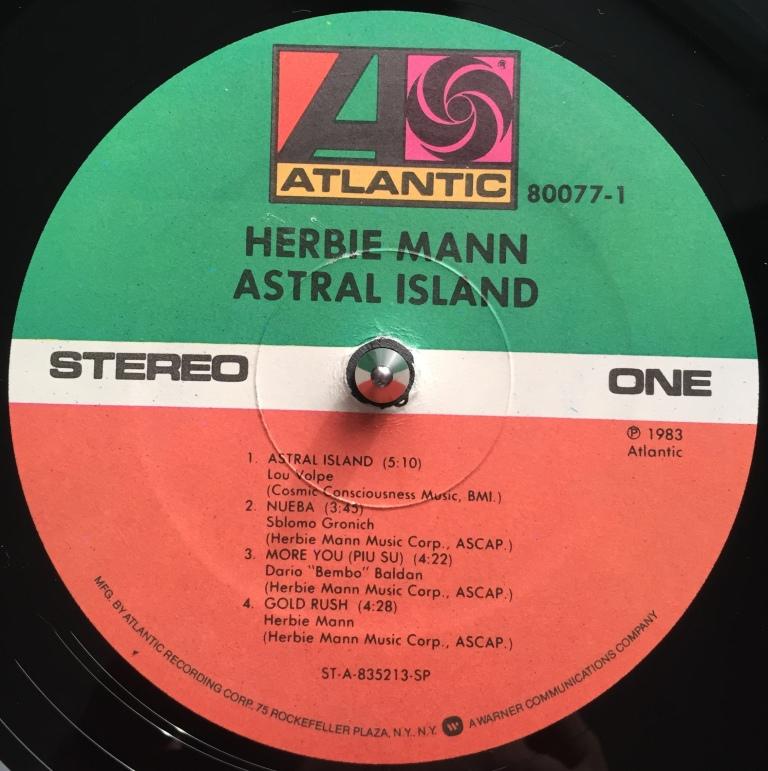 ATLANTIC
®
80077-1
HERBIE MANN
ASTRAL ISLAND
STEREO
ONE
℗ 1983
Atlantic
1. ASTRAL ISLAND (5:10)
Lou Volpe
(Cosmic Consciousness Music, BMI.)
2. NUEBA (3:45)
Sblomo Gronich
(Herbie Mann Music Corp., ASCAP.)
3. MORE YOU (PIU SU) (4:22)
Dario "Bembo" Baldan
(Herbie Mann Music Corp., ASCAP.)
4. GOLD RUSH (4:28)
Herbie Mann
(Herbie Mann Music Corp., ASCAP.)
ST-A-835213-SP
MFG. BY ATLANTIC RECORDING CORP. 75 ROCKEFELLER PLAZA, N.Y., N.Y. A WARNER COMMUNICATIONS COMPANY